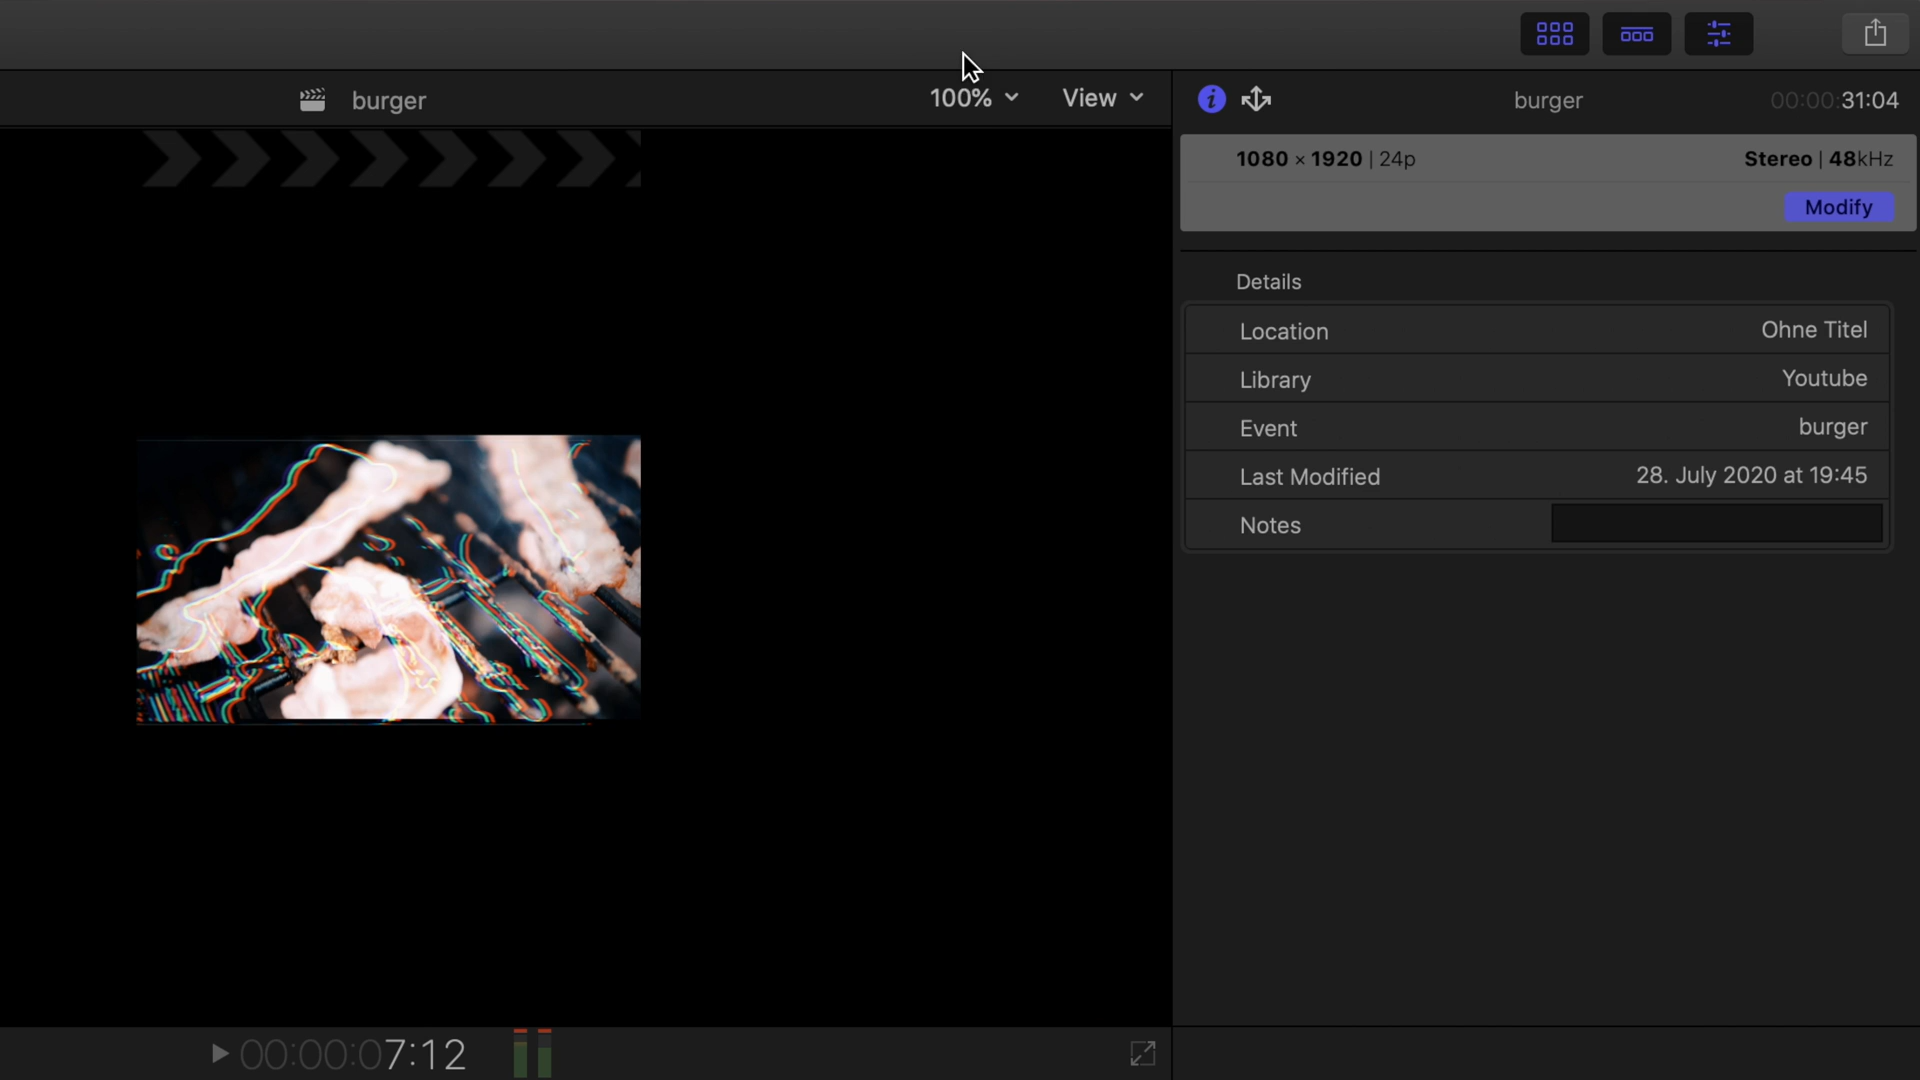 burger
100%
View
burger
00:00:31:04
1080 × 1920 | 24p
Stereo | 48kHz
Modify
Details
Location
Ohne Titel
Library
Youtube
Event
burger
Last Modified
28. July 2020 at 19:45
Notes
00:00:07:12